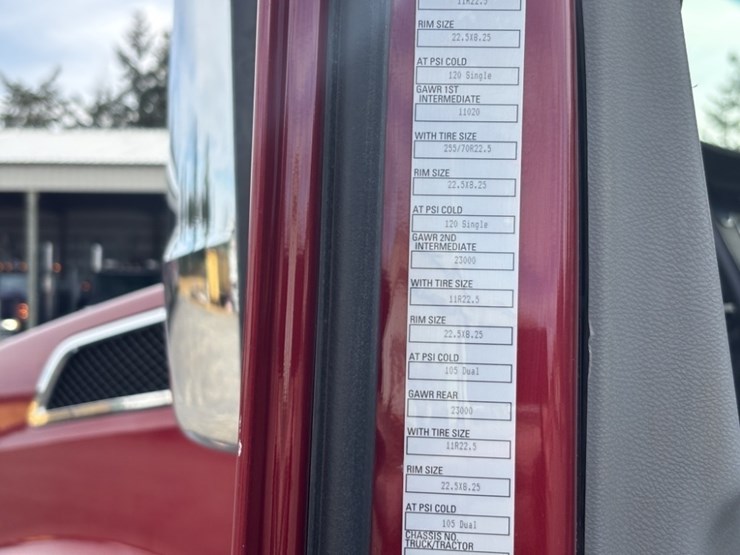 11R22.5
RIM SIZE
22.5X8.25
AT PSI COLD
120 Single
GAWR 1ST
INTERMEDIATE
11020
WITH TIRE SIZE
255/70R22.5
RIM SIZE
22.5X8.25
AT PSI COLD
120 Single
GAWR 2ND
INTERMEDIATE
23000
WITH TIRE SIZE
11R22.5
RIM SIZE
22.5X8.25
AT PSI COLD
105 Dual
GAWR REAR
23000
WITH TIRE SIZE
11R22.5
RIM SIZE
22.5X8.25
AT PSI COLD
105 Dual
CHASSIS NO.
TRUCK/TRACTOR